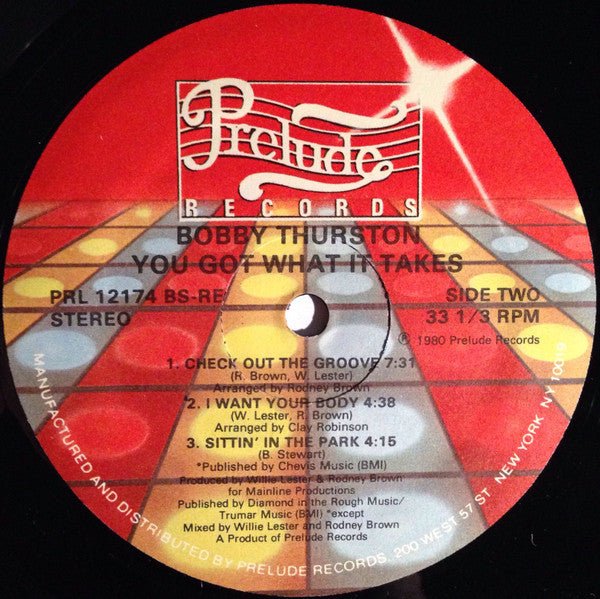 Prelude
RECORDS
BOBBY THURSTON
YOU GOT WHAT IT TAKES
PRL 12174 BS-RE
STEREO
SIDE TWO
33 1/3 RPM
℗ 1980 Prelude Records
1. CHECK OUT THE GROOVE 7:31
(R. Brown, W. Lester)
Arranged by Rodney Brown
*2. I WANT YOUR BODY 4:38
(W. Lester, R. Brown)
Arranged by Clay Robinson
3. SITTIN' IN THE PARK 4:15
(B. Stewart)
*Published by Chevis Music (BMI)
Produced by Willie Lester & Rodney Brown
for Mainline Productions
Published by Diamond in the Rough Music/
Trumar Music (BMI) *except
Mixed by Willie Lester and Rodney Brown
A Product of Prelude Records
MANUFACTURED AND DISTRIBUTED BY PRELUDE RECORDS, 200 WEST 57 ST. NEW YORK, NY 10019